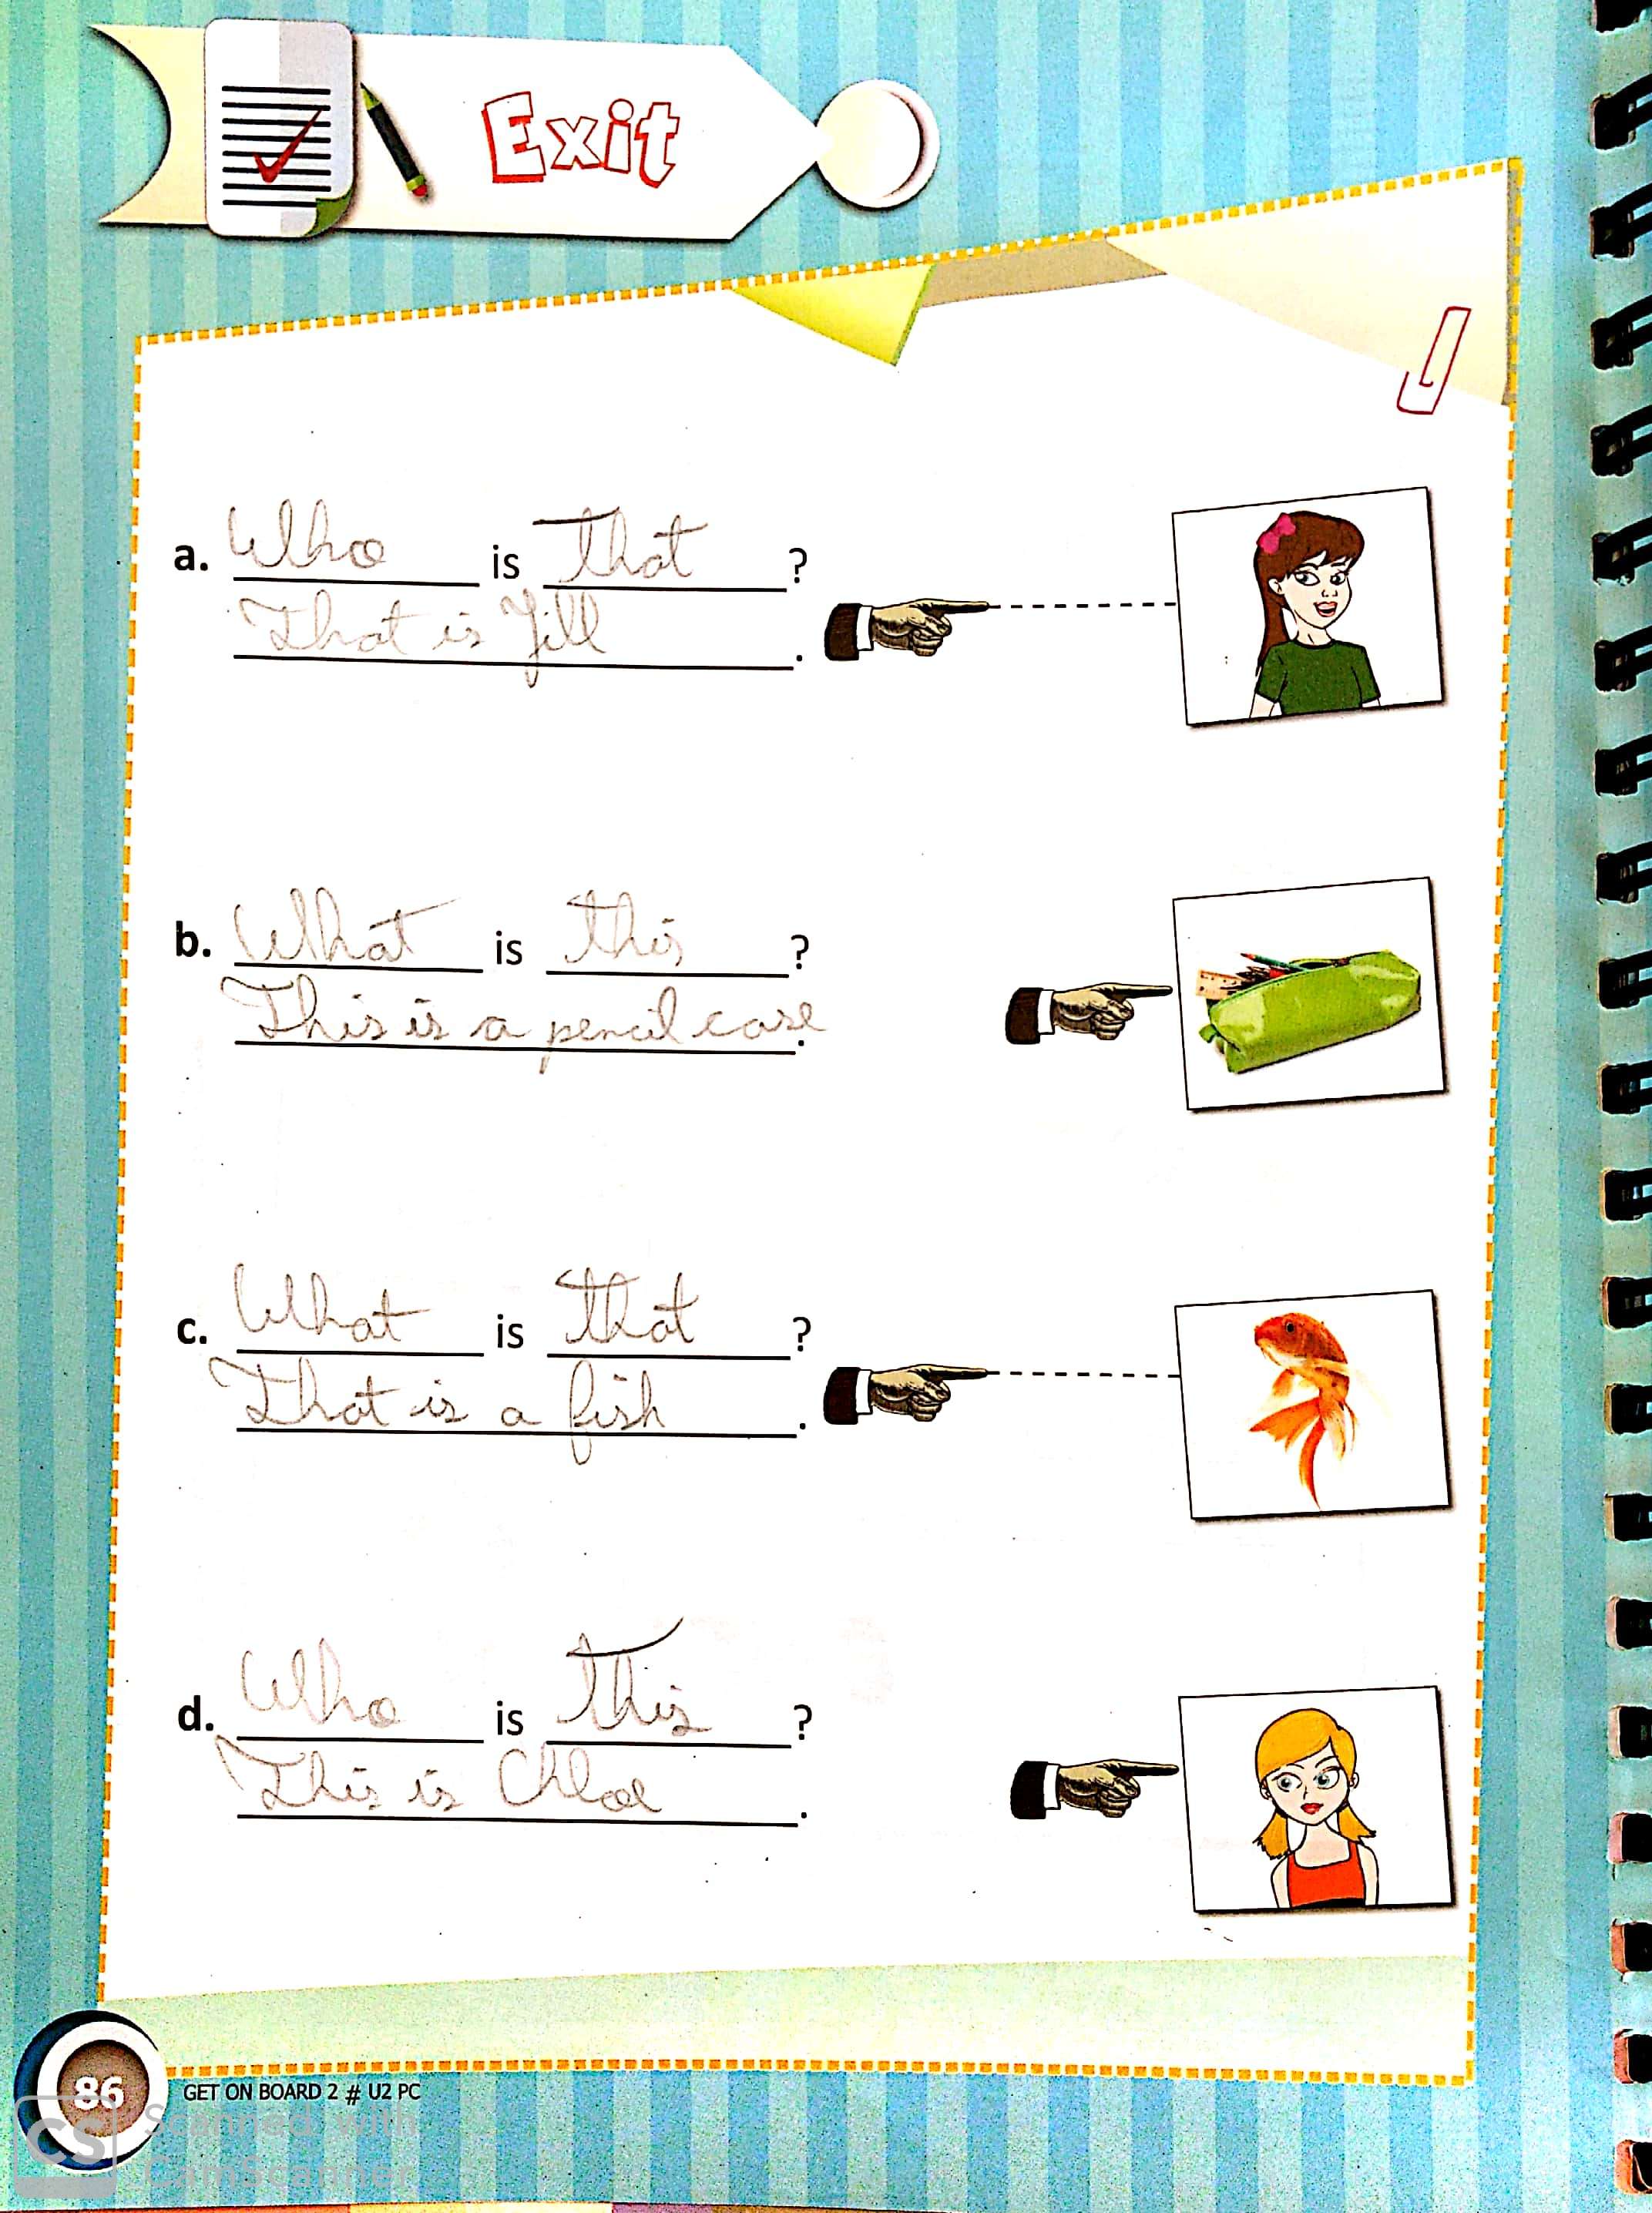 Exit
a. Who is that ?
That is Jill .
b. What is this ?
This is a pencil case .
c. What is that ?
That is a fish .
d. Who is this ?
This is Chloe .
86
GET ON BOARD 2 # U2 PC
CS
Scanned with
CamScanner